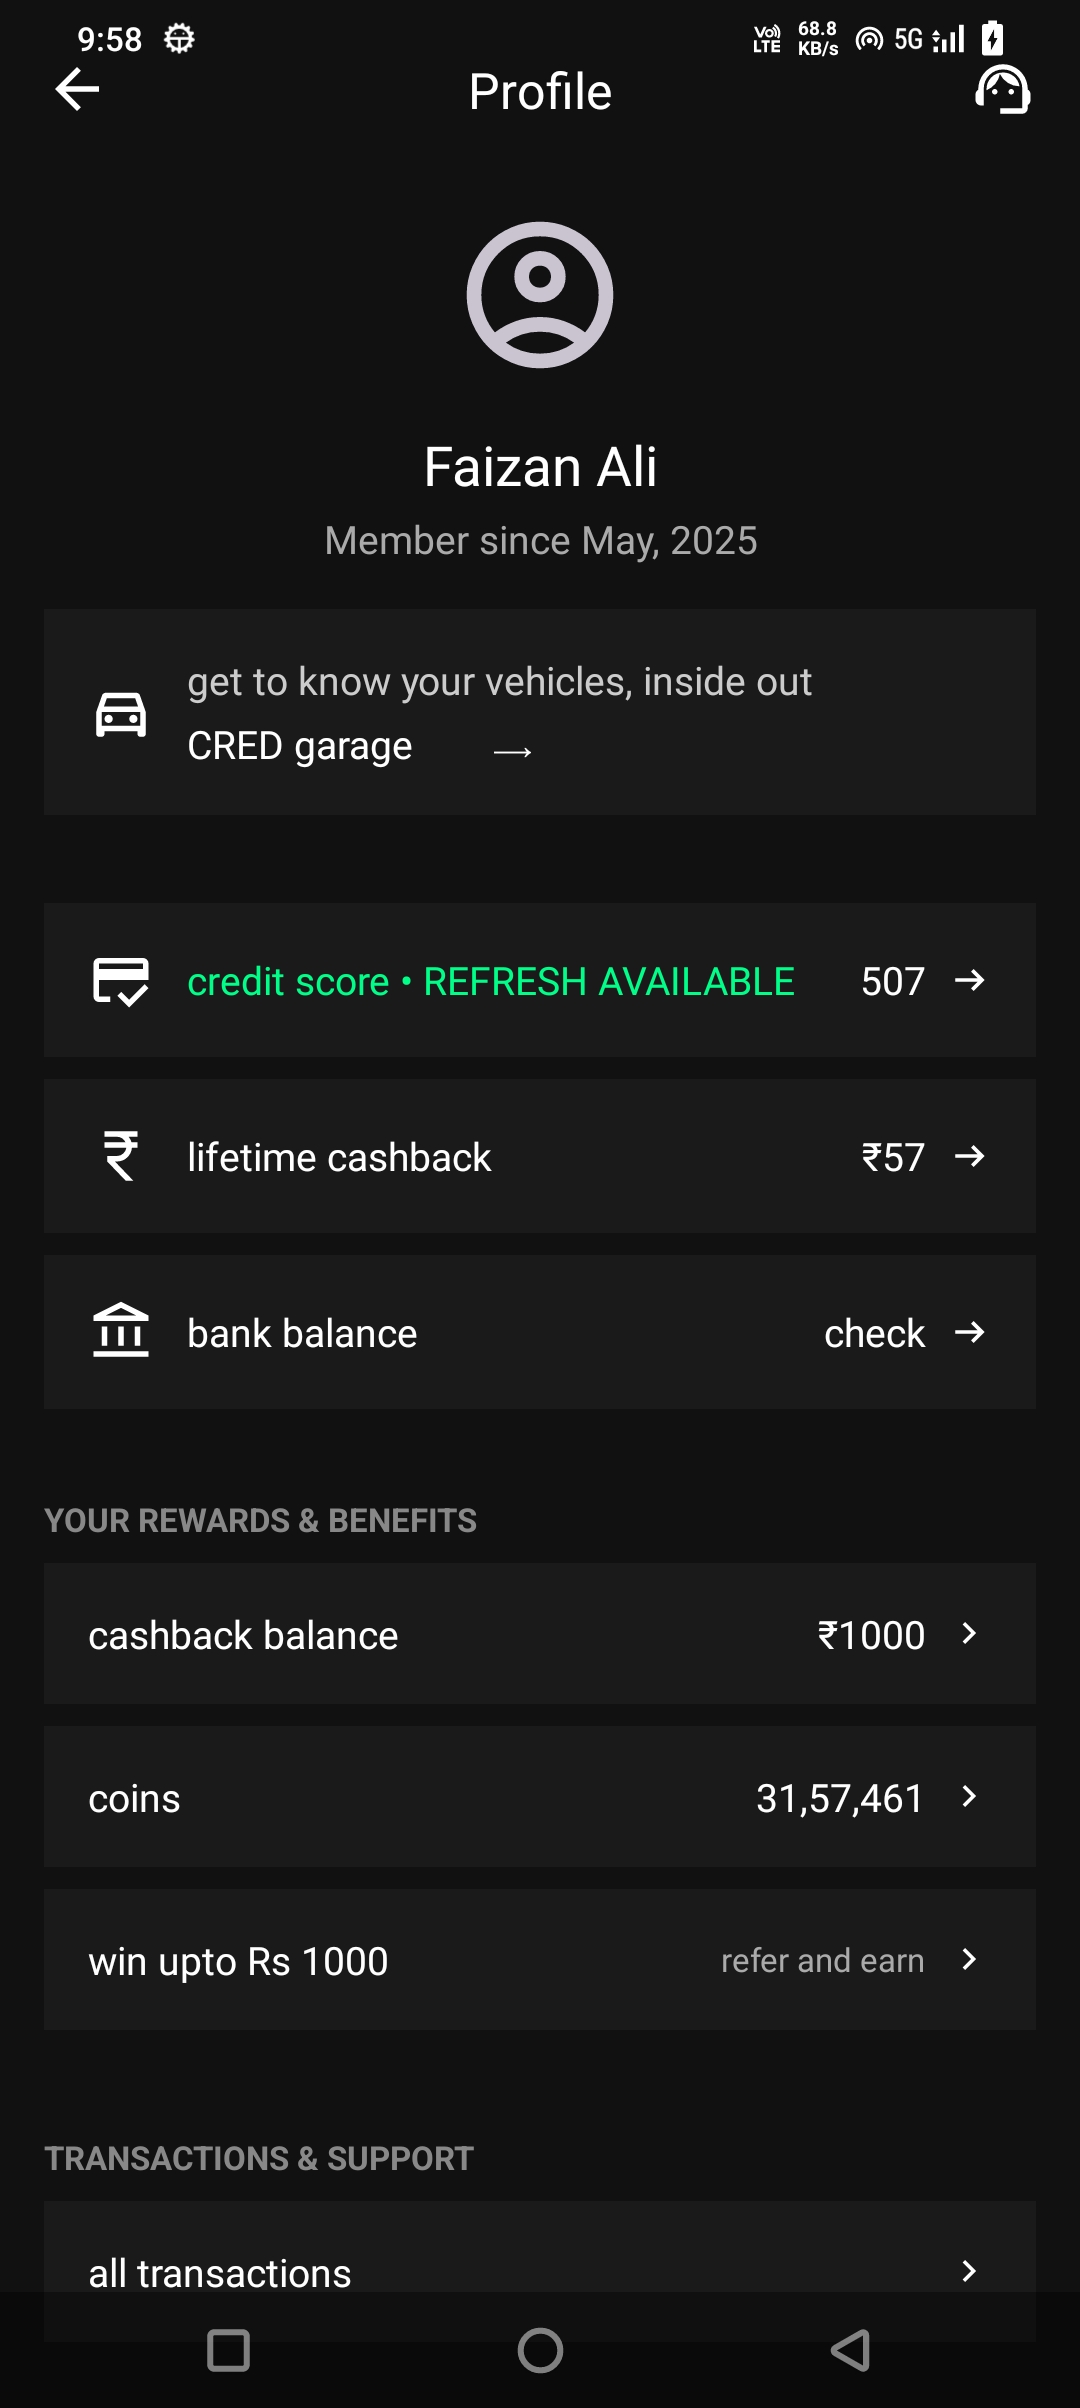 9:58
Vo) LTE 68.8 KB/s 5G
Profile
Faizan Ali
Member since May, 2025
get to know your vehicles, inside out
CRED garage →
credit score • REFRESH AVAILABLE 507 →
lifetime cashback ₹57 →
bank balance check →
YOUR REWARDS & BENEFITS
cashback balance ₹1000 >
coins 31,57,461 >
win upto Rs 1000 refer and earn >
TRANSACTIONS & SUPPORT
all transactions >